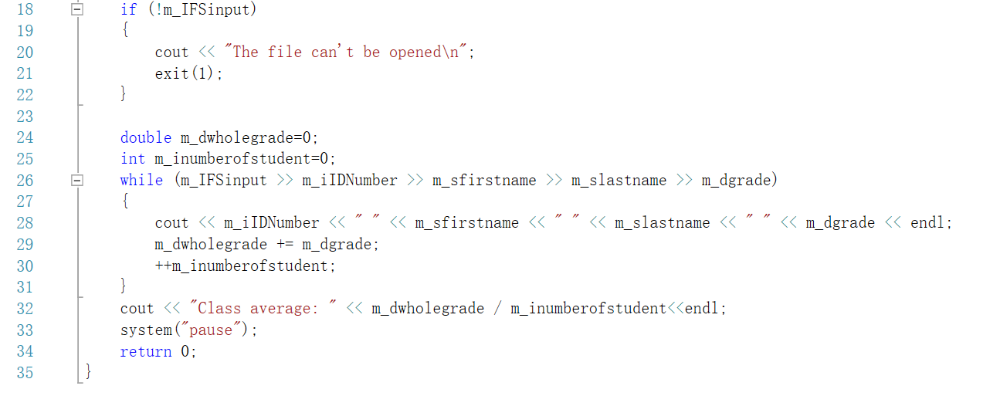 18 if (!m_IFSinput)
19 {
20 cout << "The file can't be opened\n";
21 exit(1);
22 }
23
24 double m_dwholegrade=0;
25 int m_inumberofstudent=0;
26 while (m_IFSinput >> m_iIDNumber >> m_sfirstname >> m_slastname >> m_dgrade)
27 {
28 cout << m_iIDNumber << " " << m_sfirstname << " " << m_slastname << " " << m_dgrade << endl;
29 m_dwholegrade += m_dgrade;
30 ++m_inumberofstudent;
31 }
32 cout << "Class average: " << m_dwholegrade / m_inumberofstudent<<endl;
33 system("pause");
34 return 0;
35 }